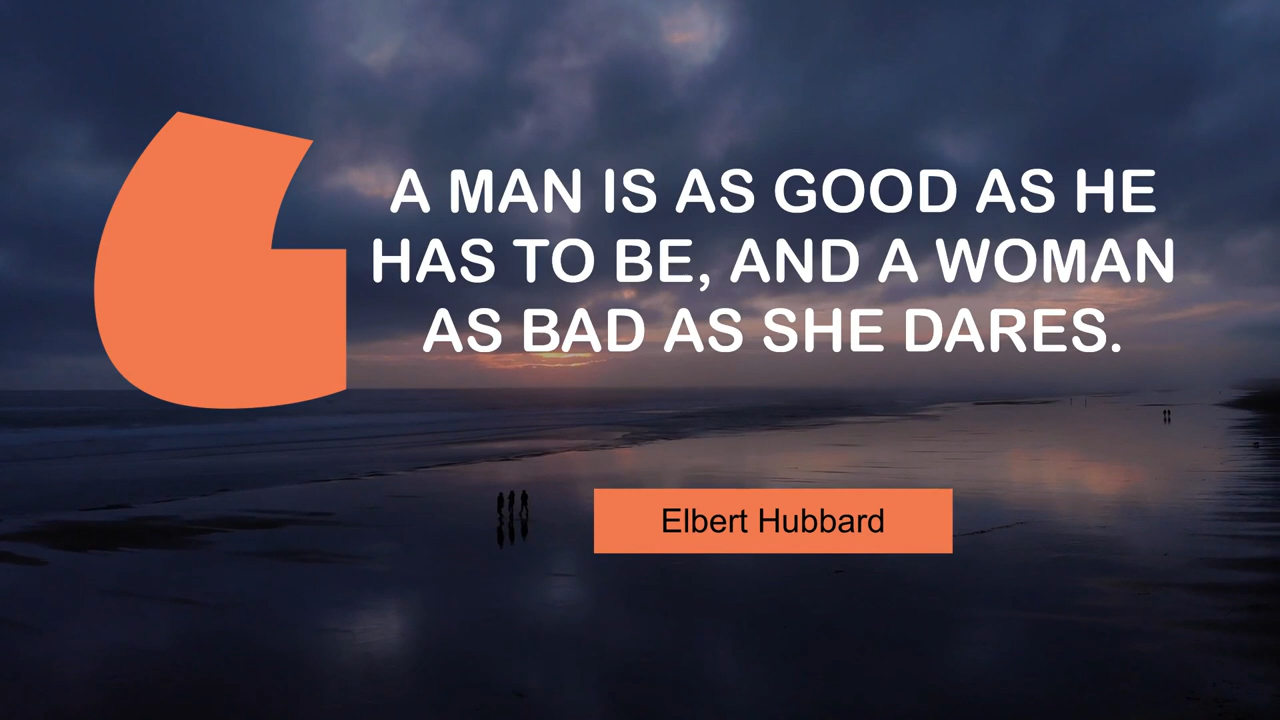 A MAN IS AS GOOD AS HE
HAS TO BE, AND A WOMAN
AS BAD AS SHE DARES.
Elbert Hubbard